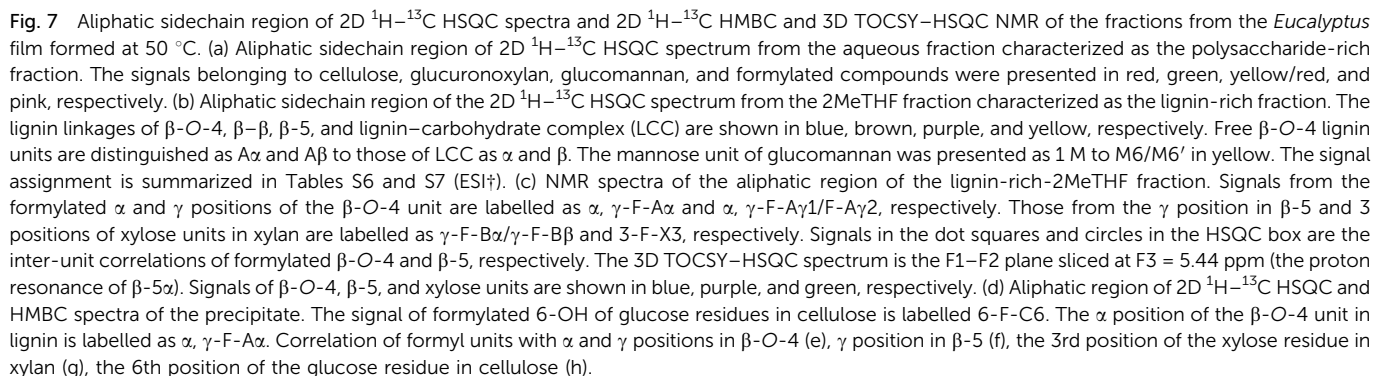 Fig. 7 Aliphatic sidechain region of 2D ¹H–¹³C HSQC spectra and 2D ¹H–¹³C HMBC and 3D TOCSY–HSQC NMR of the fractions from the Eucalyptus
film formed at 50 °C. (a) Aliphatic sidechain region of 2D ¹H–¹³C HSQC spectrum from the aqueous fraction characterized as the polysaccharide-rich
fraction. The signals belonging to cellulose, glucuronoxylan, glucomannan, and formylated compounds were presented in red, green, yellow/red, and
pink, respectively. (b) Aliphatic sidechain region of the 2D ¹H–¹³C HSQC spectrum from the 2MeTHF fraction characterized as the lignin-rich fraction. The
lignin linkages of β-O-4, β–β, β-5, and lignin–carbohydrate complex (LCC) are shown in blue, brown, purple, and yellow, respectively. Free β-O-4 lignin
units are distinguished as Aα and Aβ to those of LCC as α and β. The mannose unit of glucomannan was presented as 1 M to M6/M6′ in yellow. The signal
assignment is summarized in Tables S6 and S7 (ESI†). (c) NMR spectra of the aliphatic region of the lignin-rich-2MeTHF fraction. Signals from the
formylated α and γ positions of the β-O-4 unit are labelled as α, γ-F-Aα and α, γ-F-Aγ1/F-Aγ2, respectively. Those from the γ position in β-5 and 3
positions of xylose units in xylan are labelled as γ-F-Bα/γ-F-Bβ and 3-F-X3, respectively. Signals in the dot squares and circles in the HSQC box are the
inter-unit correlations of formylated β-O-4 and β-5, respectively. The 3D TOCSY–HSQC spectrum is the F1–F2 plane sliced at F3 = 5.44 ppm (the proton
resonance of β-5α). Signals of β-O-4, β-5, and xylose units are shown in blue, purple, and green, respectively. (d) Aliphatic region of 2D ¹H–¹³C HSQC and
HMBC spectra of the precipitate. The signal of formylated 6-OH of glucose residues in cellulose is labelled 6-F-C6. The α position of the β-O-4 unit in
lignin is labelled as α, γ-F-Aα. Correlation of formyl units with α and γ positions in β-O-4 (e), γ position in β-5 (f), the 3rd position of the xylose residue in
xylan (g), the 6th position of the glucose residue in cellulose (h).